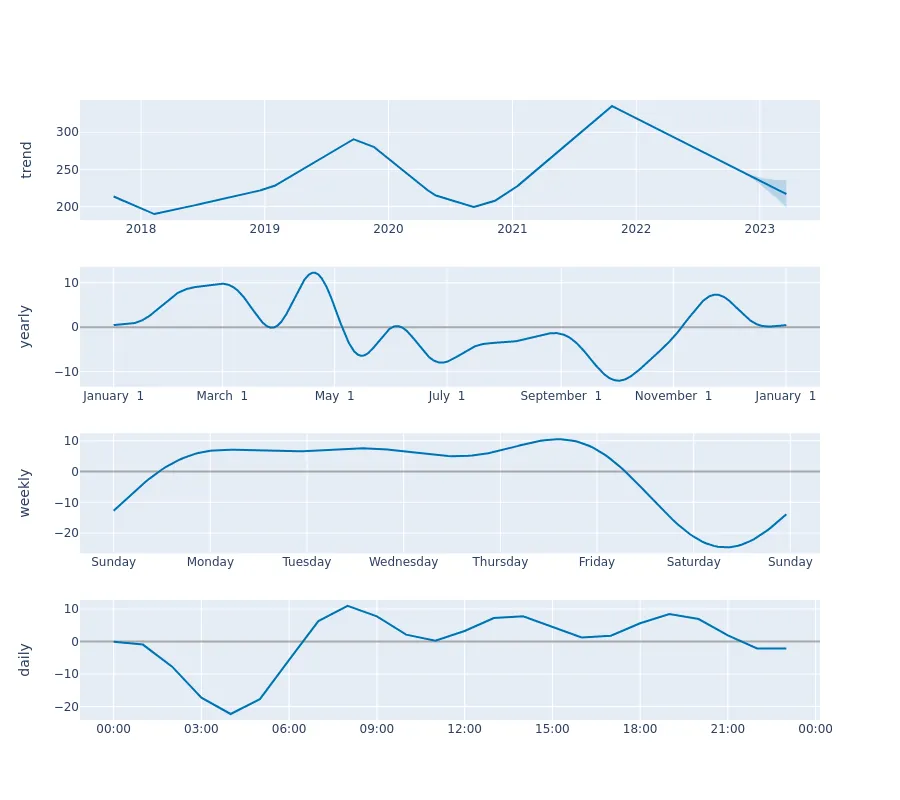 trend
300
250
200
2018 2019 2020 2021 2022 2023
yearly
10
0
−10
January 1 March 1 May 1 July 1 September 1 November 1 January 1
weekly
10
0
−10
−20
Sunday Monday Tuesday Wednesday Thursday Friday Saturday Sunday
daily
10
0
−10
−20
00:00 03:00 06:00 09:00 12:00 15:00 18:00 21:00 00:00